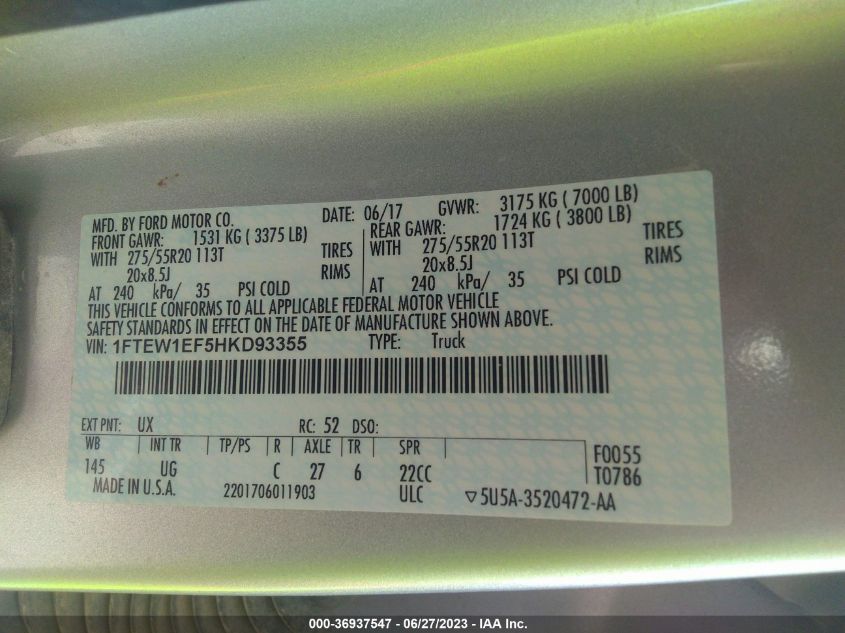 MFD. BY FORD MOTOR CO. DATE: 06/17 GVWR: 3175 KG ( 7000 LB)
FRONT GAWR: 1531 KG ( 3375 LB) REAR GAWR: 1724 KG ( 3800 LB)
WITH 275/55R20 113T TIRES WITH 275/55R20 113T TIRES
20x8.5J RIMS 20x8.5J RIMS
AT 240 kPa/ 35 PSI COLD AT 240 kPa/ 35 PSI COLD
THIS VEHICLE CONFORMS TO ALL APPLICABLE FEDERAL MOTOR VEHICLE
SAFETY STANDARDS IN EFFECT ON THE DATE OF MANUFACTURE SHOWN ABOVE.
VIN: 1FTEW1EF5HKD93355 TYPE: Truck
EXT PNT: UX RC: 52 DSO:
WB INT TR TP/PS R AXLE TR SPR F0055
145 UG C 27 6 22CC T0786
MADE IN U.S.A. 2201706011903 ULC ▽5U5A-3520472-AA
000-36937547 - 06/27/2023 - IAA Inc.